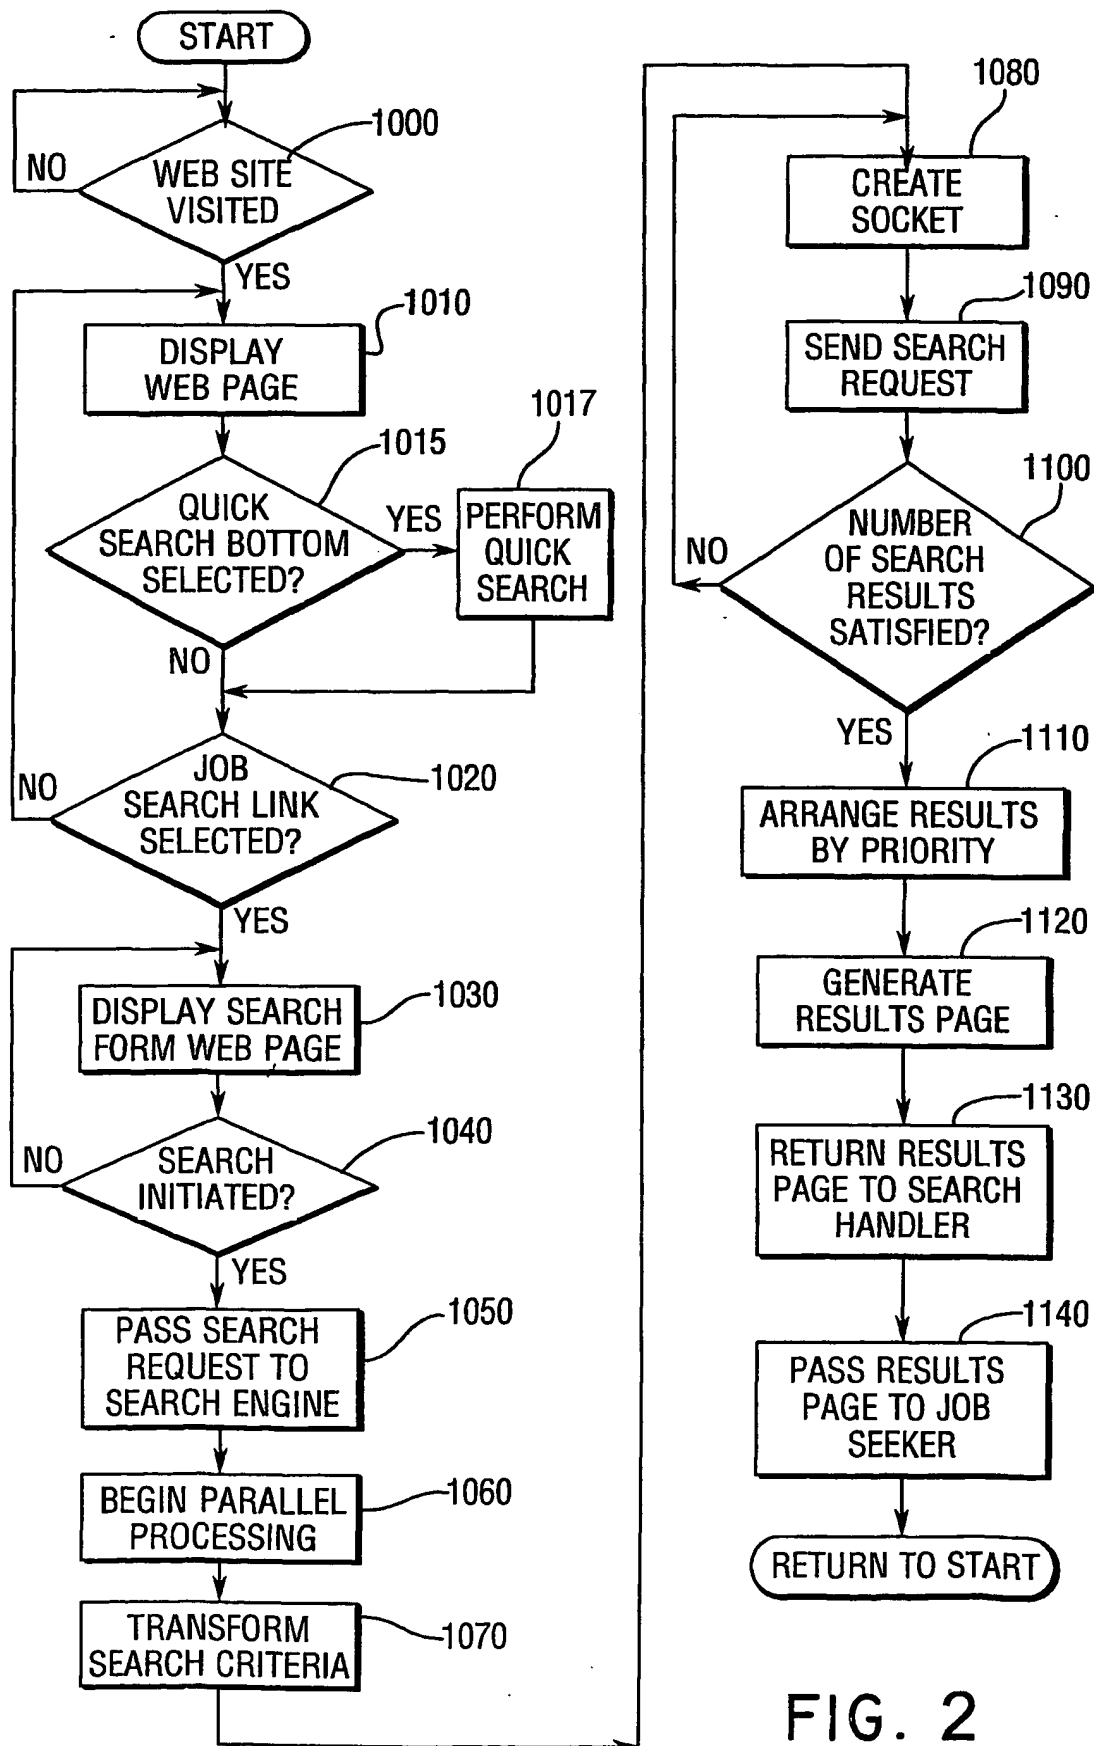 START
1000
WEB SITE
VISITED
NO
YES
1010
DISPLAY
WEB PAGE
1015
QUICK
SEARCH BOTTOM
SELECTED?
YES
1017
PERFORM
QUICK
SEARCH
NO
JOB
SEARCH LINK
SELECTED?
1020
NO
YES
1030
DISPLAY SEARCH
FORM WEB PAGE
1040
SEARCH
INITIATED?
NO
YES
1050
PASS SEARCH
REQUEST TO
SEARCH ENGINE
1060
BEGIN PARALLEL
PROCESSING
1070
TRANSFORM
SEARCH CRITERIA
1080
CREATE
SOCKET
1090
SEND SEARCH
REQUEST
1100
NUMBER
OF SEARCH
RESULTS
SATISFIED?
NO
YES
1110
ARRANGE RESULTS
BY PRIORITY
1120
GENERATE
RESULTS PAGE
1130
RETURN RESULTS
PAGE TO SEARCH
HANDLER
1140
PASS RESULTS
PAGE TO JOB
SEEKER
RETURN TO START
FIG. 2